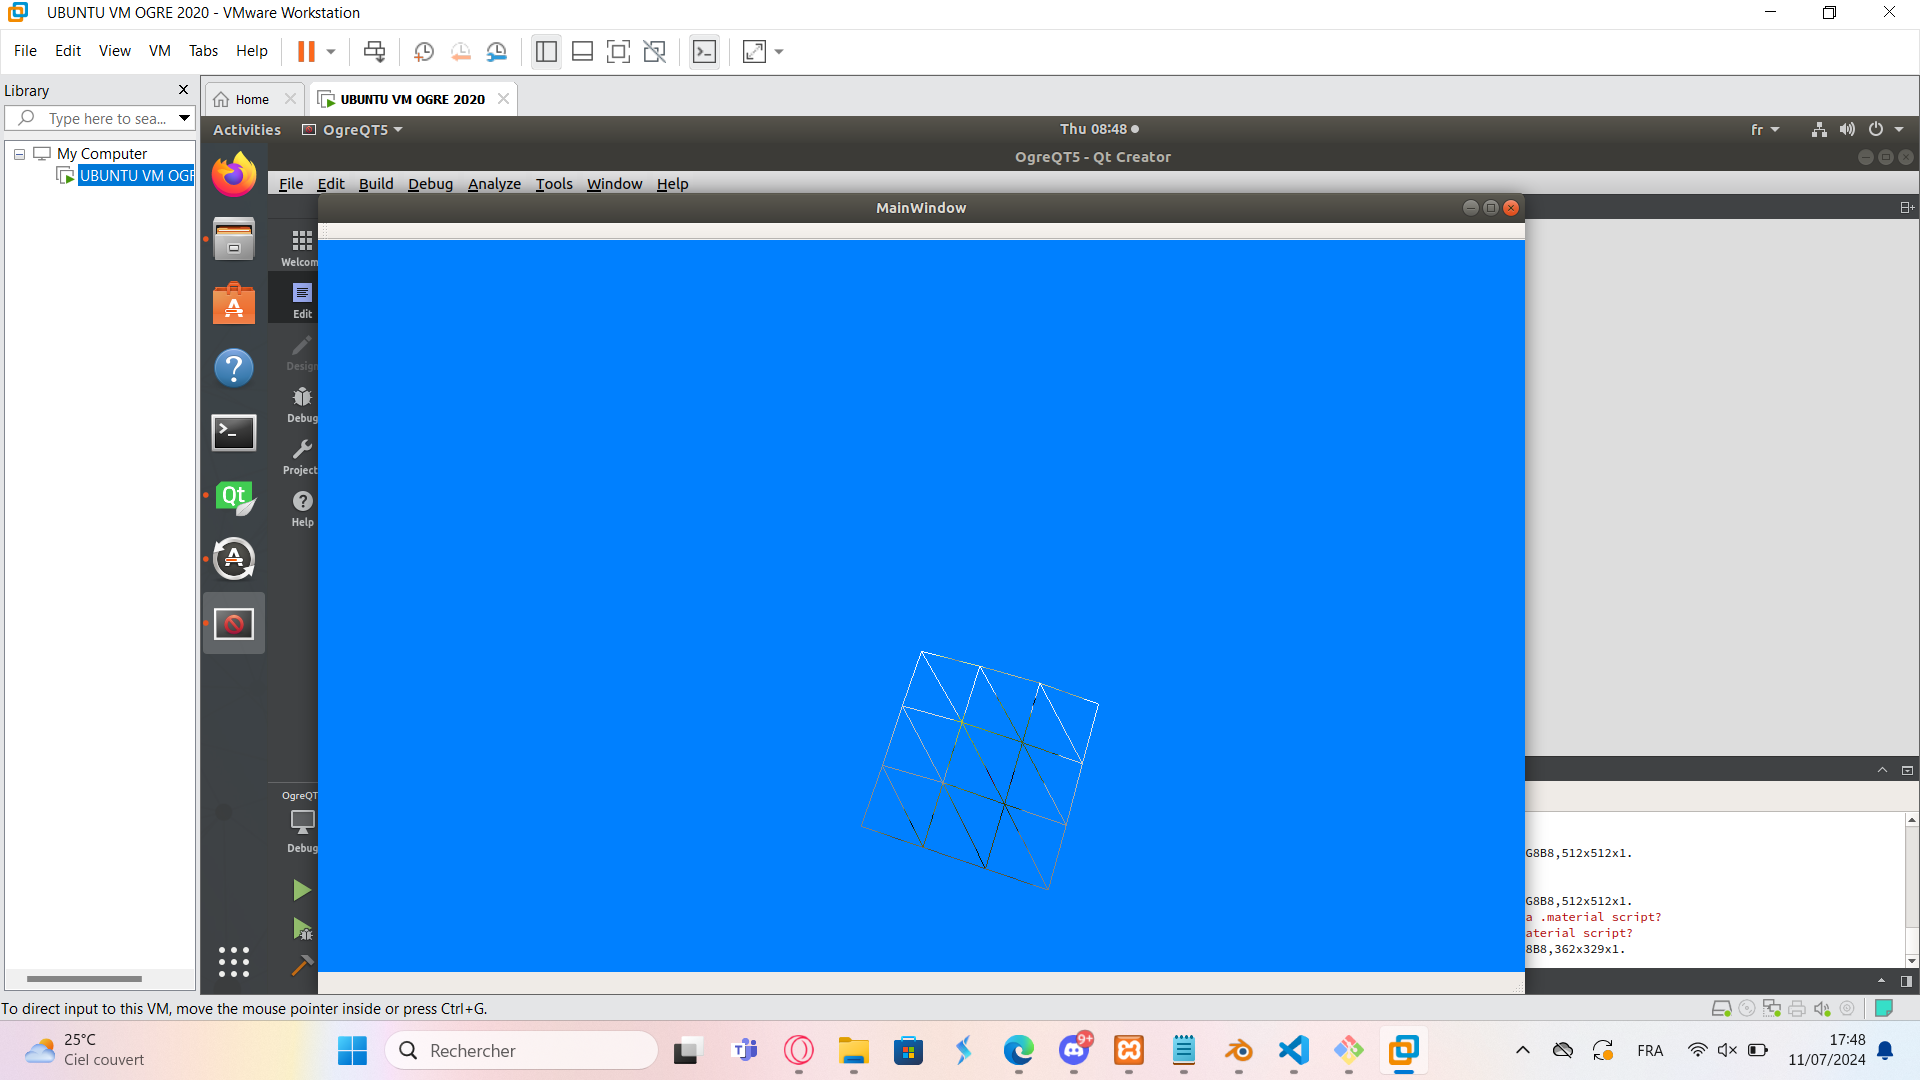 UBUNTU VM OGRE 2020 - VMware Workstation
File Edit View VM Tabs Help
Library
Type here to sea...
Home
UBUNTU VM OGRE 2020
My Computer
UBUNTU VM OGR
Activities
OgreQT5
Thu 08:48
fr
OgreQT5 - Qt Creator
File Edit Build Debug Analyze Tools Window Help
MainWindow
Welcom
Edit
Design
Debug
Project
Help
Qt
OgreQT
Debug
G8B8,512x512x1.
G8B8,512x512x1.
a .material script?
aterial script?
8B8,362x329x1.
To direct input to this VM, move the mouse pointer inside or press Ctrl+G.
25°C
Ciel couvert
Rechercher
9+
FRA
17:48
11/07/2024